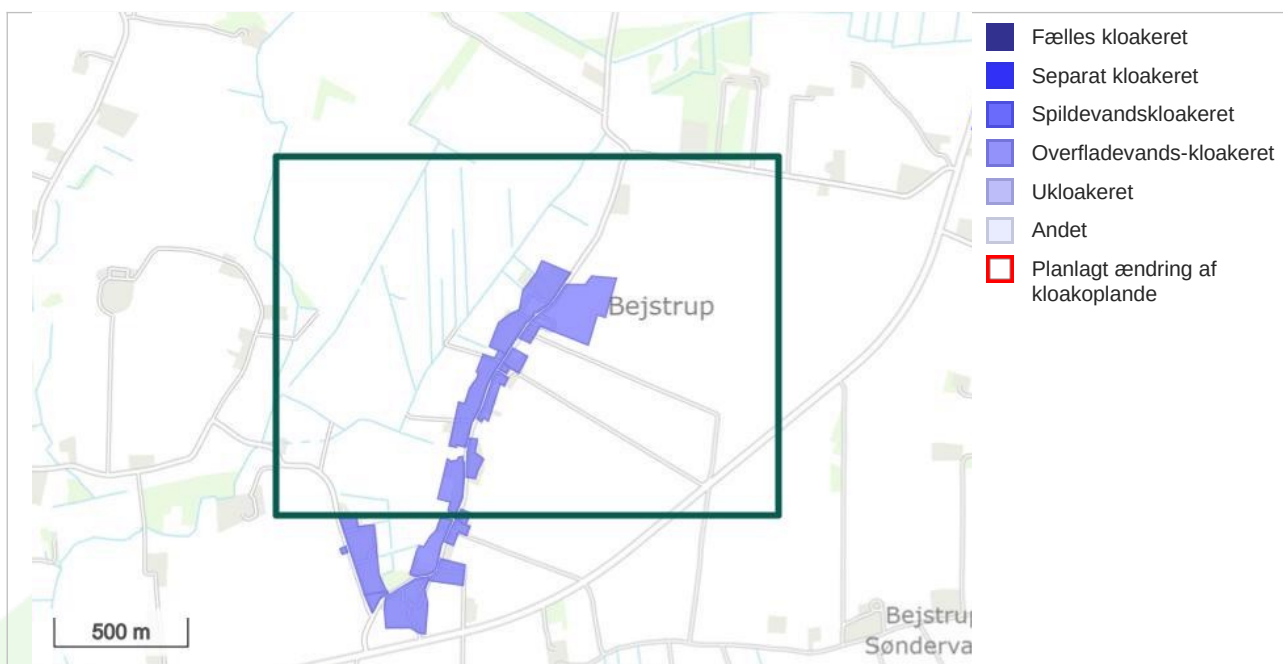 Bejstrup
Bejstrup
Sønderva
500 m
Fælles kloakeret
Separat kloakeret
Spildevandskloakeret
Overfladevands-kloakeret
Ukloakeret
Andet
Planlagt ændring af
kloakoplande